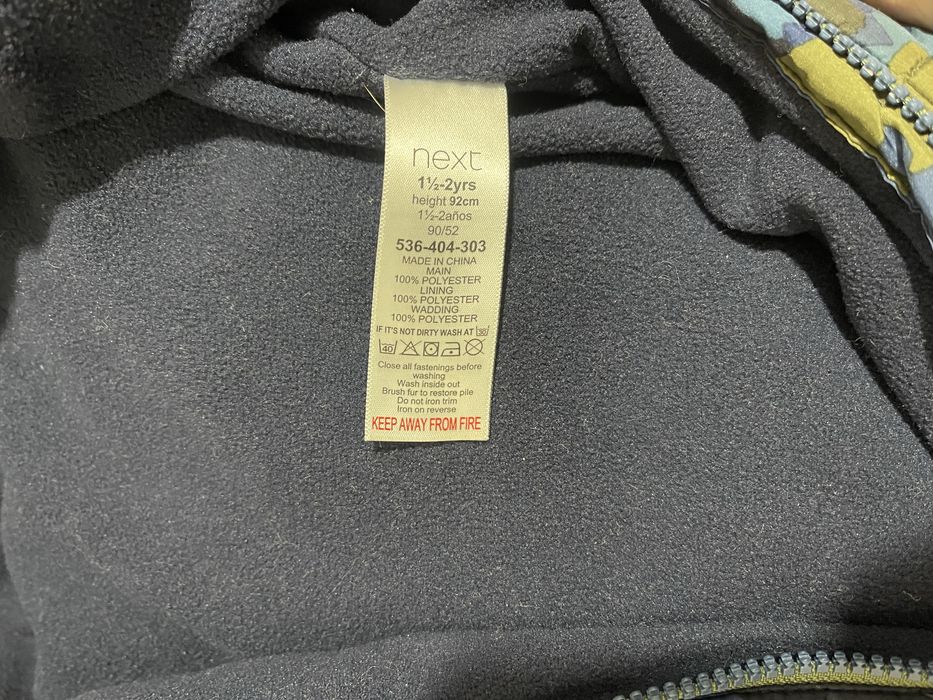 next
1½-2yrs
height 92cm
1½-2años
90/52
536-404-303
MADE IN CHINA
MAIN
100% POLYESTER
LINING
100% POLYESTER
WADDING
100% POLYESTER
IF IT'S NOT DIRTY WASH AT 30
40
Close all fastenings before
washing
Wash inside out
Brush fur to restore pile
Do not iron trim
Iron on reverse
KEEP AWAY FROM FIRE